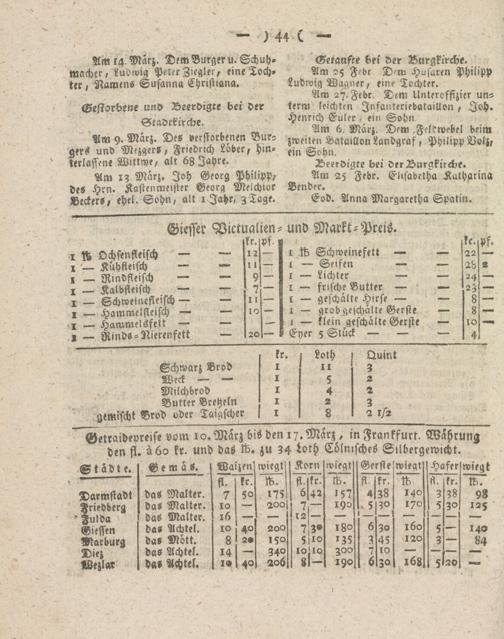 — ) 44 ( —
Am 14. März. Dem Burger u. Schuh-
macher, Ludwig Peter Ziegler, eine Toch-
ter, Namens Susanna Christiana.
Gestorbene und Beerdigte bei der
Stadtkirche.
Am 9. März. Des verstorbenen Bur-
gers und Mezgers, Friedrich Löber, hin-
terlassene Wittwe, alt 68 Jahre.
Am 13. März. Joh Georg Philipp,
des Hrn. Kastenmeister Georg Melchior
Beckers, ehel. Sohn, alt 1 Jahr, 3 Tage.
Getaufte bei der Burgkirche.
Am 25 Febr. Dem Husaren Philipp
Ludwig Wagner, eine Tochter.
Am 27. Febr. Dem Unteroffizier un-
term leichten Infanteriebataillon, Joh.
Henrich Euler, ein Sohn.
Am 6. März. Dem Feldwebel beym
zweiten Bataillon Landgraf, Philipp Volz,
ein Sohn.
Beerdigte bei der Burgkirche.
Am 25 Febr. Elisabetha Katharina
Bender.
Eod. Anna Margaretha Spatin.
Giesser Victualien- und Markt-Preis.
kr. pf.
1 ℔ Ochsenfleisch — — 12 —
1 — Kühfleisch — — 11 —
1 — Rindfleisch — — 9 —
1 — Kalbfleisch — — 7 —
1 — Schweinefleisch — — 11 —
1 — Hammelfleisch — — 10 —
1 — Hammelsfett — —
1 — Rinds-Nierenfett — — 20 —
kr. pf.
1 ℔ Schweinefett — — 22 —
1 — Seifen — — 28 2
1 — Lichter — — 24 —
1 — frische Butter — — 23 —
1 — geschälte Hirse — — 8 —
1 — grob geschälte Gerste — 8 —
1 — klein geschälte Gerste — 10 —
Eyer 5 Stück — — 4 —
kr. Loth Quint
Schwarz Brod 1 11 3
Weck — — 1 5 2
Milchbrod 1 4 2
Butter Bretzeln 1 2 3
gemischt Brod oder Taigscher 1 8 2 1/2
Getraidepreise vom 10. März bis den 17. März, in Frankfurt. Währung
den fl. à 60 kr. und das ℔. zu 34 Loth Cölnisches Silbergewicht.
Städte. Gemäs. Waizen wiegt Korn wiegt Gerste wiegt Hafer wiegt
fl. kr. ℔. fl. kr. ℔. fl. kr. ℔. fl. kr. ℔.
Darmstadt das Malter. 7 50 175 6 42 157 4 38 140 3 38 98
Friedberg das Malter. 10 — 200 7 — 190 5 30 170 5 30 125
Fulda das Malter. 16 — — 12 — — — — — — — —
Giessen das Malter. 10 40 200 7 30 180 6 30 160 5 — 140
Marburg das Mött. 8 20 150 5 10 135 3 45 120 3 — 84
Diez das Achtel. 14 — 340 10 10 300 7 10 — — — —
Wezlar das Achtel. 10 40 206 8 — 190 6 30 168 5 20 —